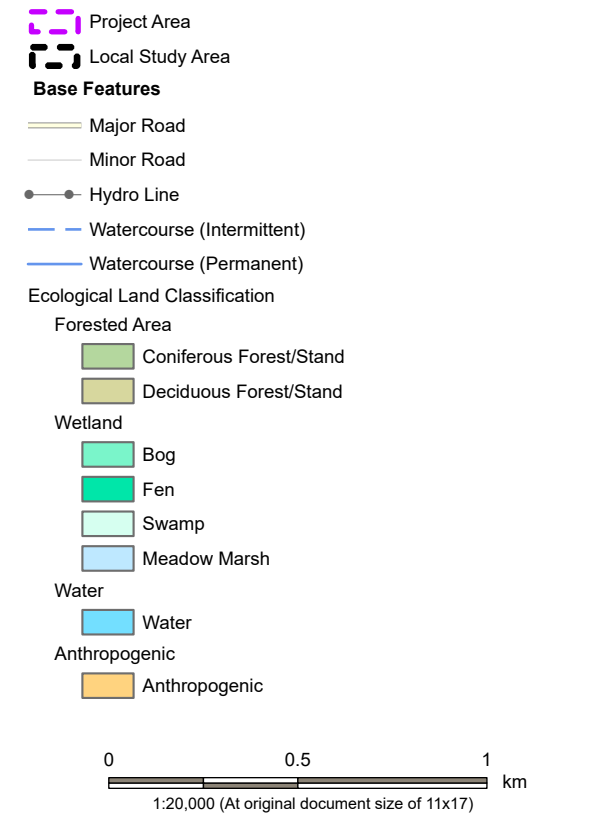 Project Area
Local Study Area
Base Features
Major Road
Minor Road
Hydro Line
Watercourse (Intermittent)
Watercourse (Permanent)
Ecological Land Classification
Forested Area
Coniferous Forest/Stand
Deciduous Forest/Stand
Wetland
Bog
Fen
Swamp
Meadow Marsh
Water
Water
Anthropogenic
Anthropogenic
0 0.5 1
km
1:20,000 (At original document size of 11x17)